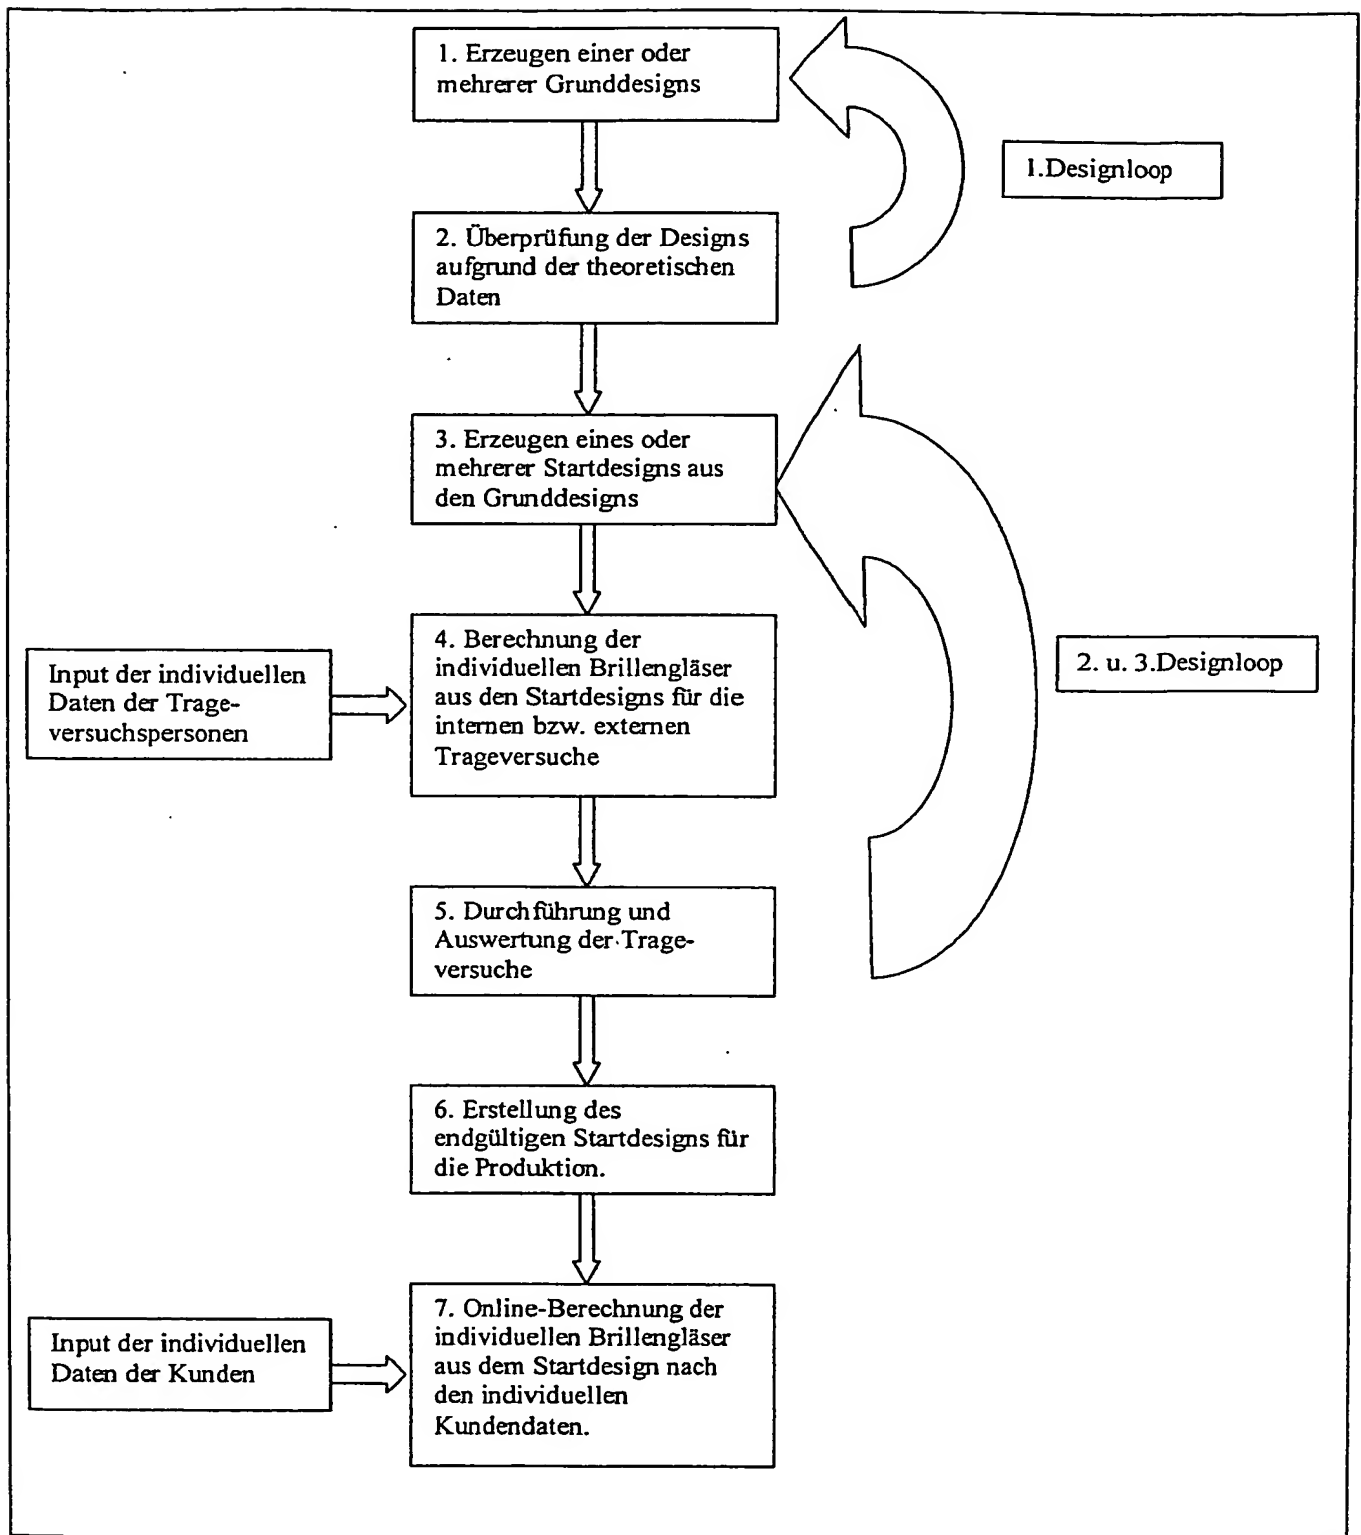 1. Erzeugen einer oder
mehrerer Grunddesigns
1.Designloop
2. Überprüfung der Designs
aufgrund der theoretischen
Daten
3. Erzeugen eines oder
mehrerer Startdesigns aus
den Grunddesigns
4. Berechnung der
individuellen Brillengläser
aus den Startdesigns für die
internen bzw. externen
Trageversuche
Input der individuellen
Daten der Trage-
versuchspersonen
2. u. 3.Designloop
5. Durchführung und
Auswertung der Trage-
versuche
6. Erstellung des
endgültigen Startdesigns für
die Produktion.
7. Online-Berechnung der
individuellen Brillengläser
aus dem Startdesign nach
den individuellen
Kundendaten.
Input der individuellen
Daten der Kunden